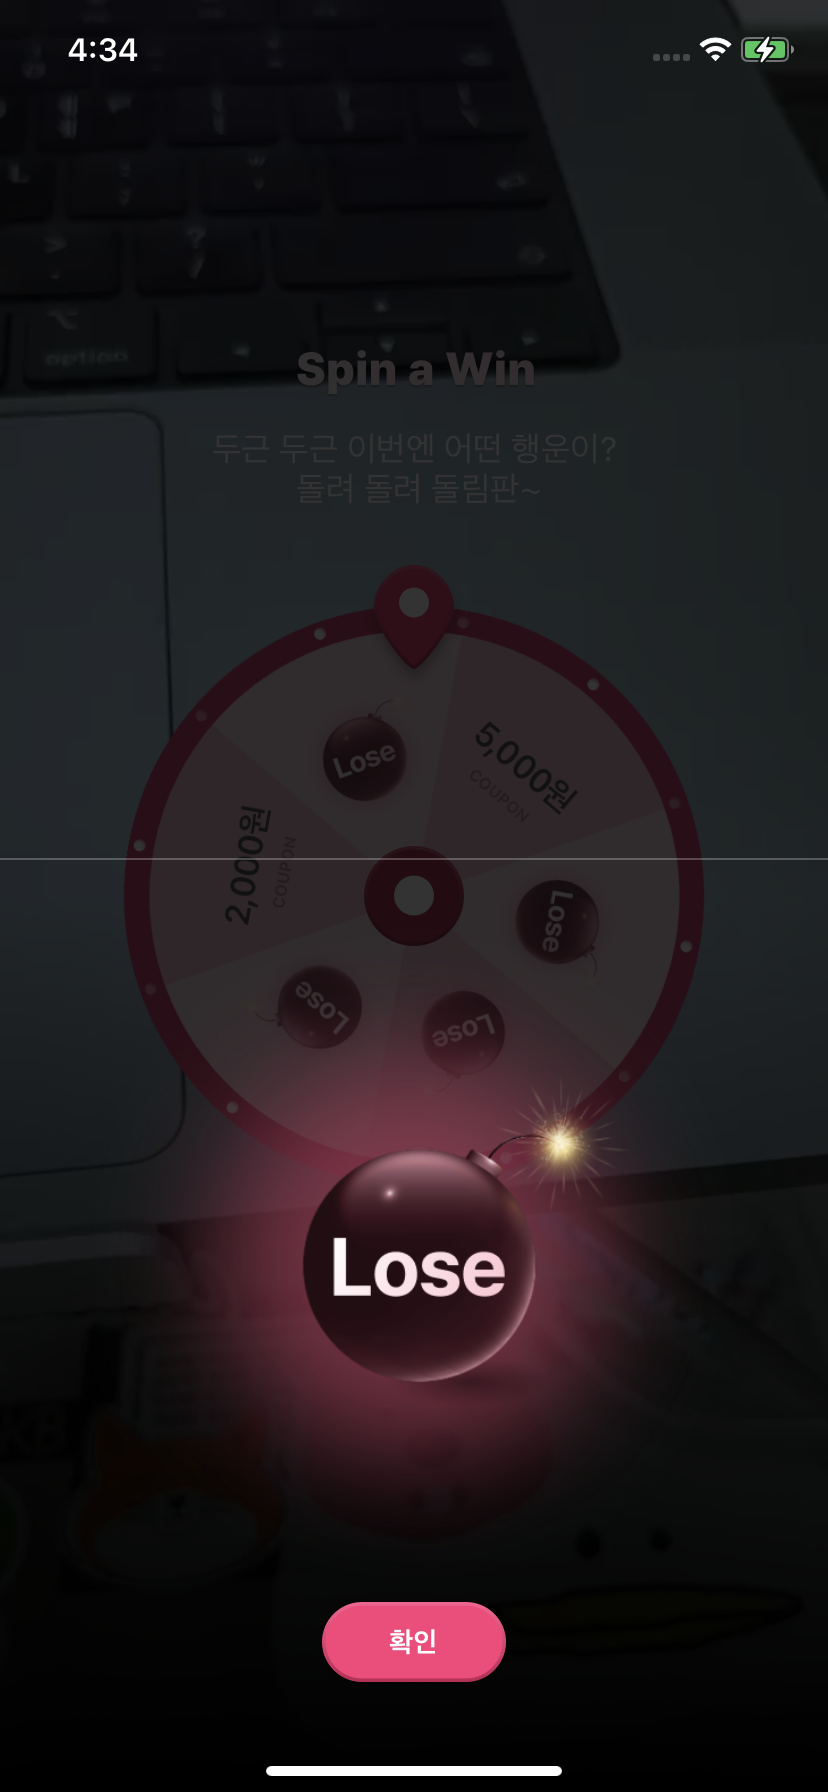 4:34
option
Spin a Win
두근 두근 이번엔 어떤 행운이?
돌려 돌려 돌림판~
Lose
5,000원
COUPON
2,000원
COUPON
Lose
Lose
Lose
Lose
확인